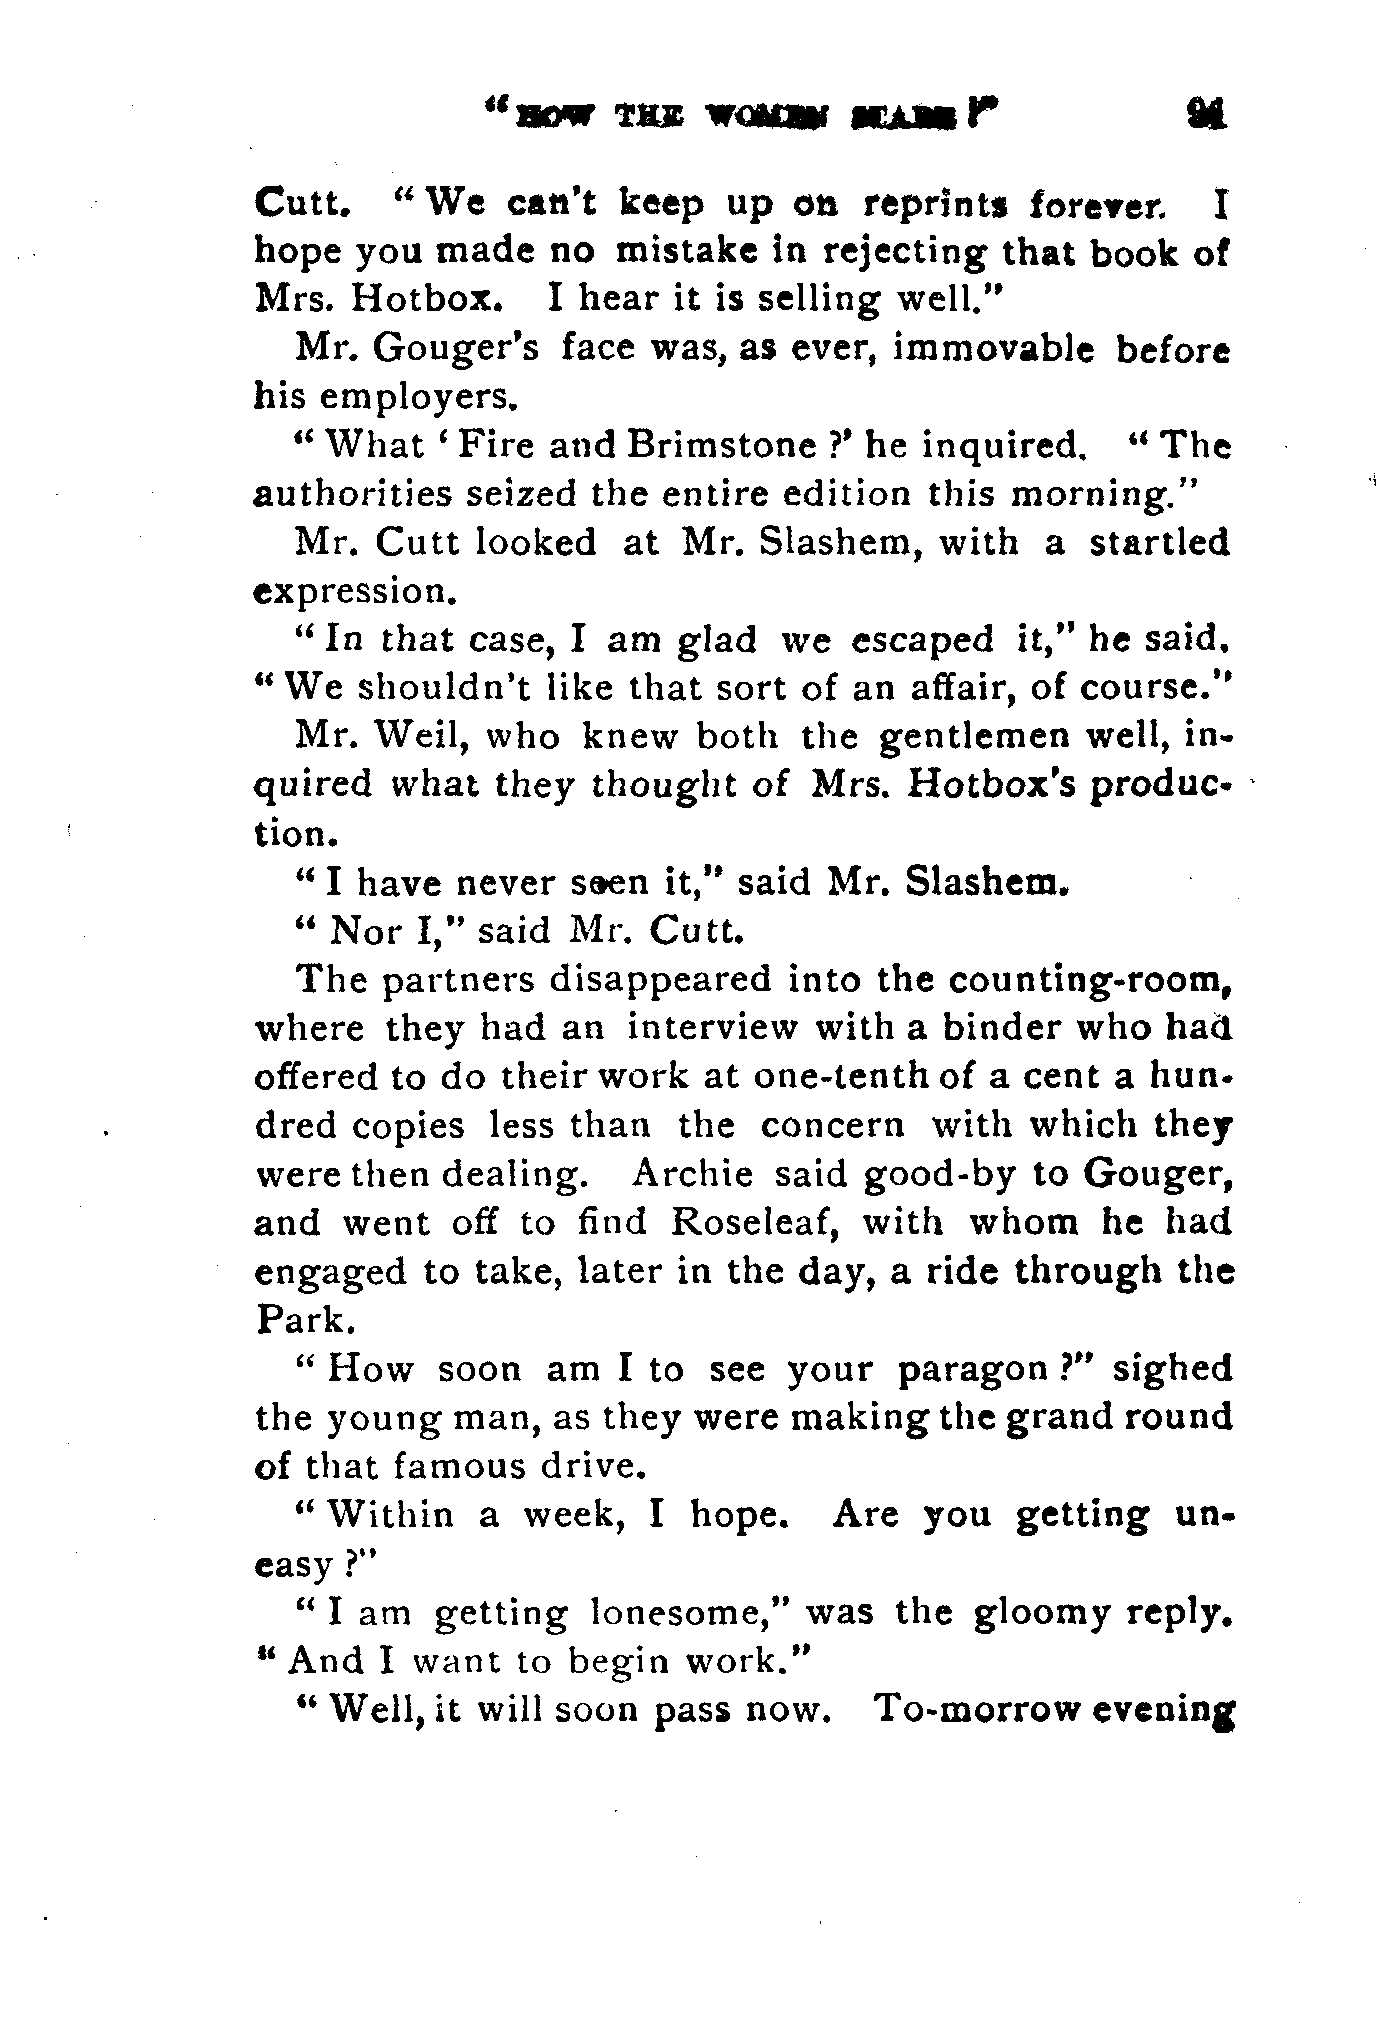 "HOW THE WOMEN STARE!"
Cutt. "We can't keep up on reprints forever. I
hope you made no mistake in rejecting that book of
Mrs. Hotbox. I hear it is selling well."
Mr. Gouger's face was, as ever, immovable before
his employers.
"What 'Fire and Brimstone?' he inquired. "The
authorities seized the entire edition this morning."
Mr. Cutt looked at Mr. Slashem, with a startled
expression.
"In that case, I am glad we escaped it," he said.
"We shouldn't like that sort of an affair, of course."
Mr. Weil, who knew both the gentlemen well, in-
quired what they thought of Mrs. Hotbox's produc-
tion.
"I have never seen it," said Mr. Slashem.
"Nor I," said Mr. Cutt.
The partners disappeared into the counting-room,
where they had an interview with a binder who had
offered to do their work at one-tenth of a cent a hun-
dred copies less than the concern with which they
were then dealing. Archie said good-by to Gouger,
and went off to find Roseleaf, with whom he had
engaged to take, later in the day, a ride through the
Park.
"How soon am I to see your paragon?" sighed
the young man, as they were making the grand round
of that famous drive.
"Within a week, I hope. Are you getting un-
easy?"
"I am getting lonesome," was the gloomy reply.
"And I want to begin work."
"Well, it will soon pass now. To-morrow evening